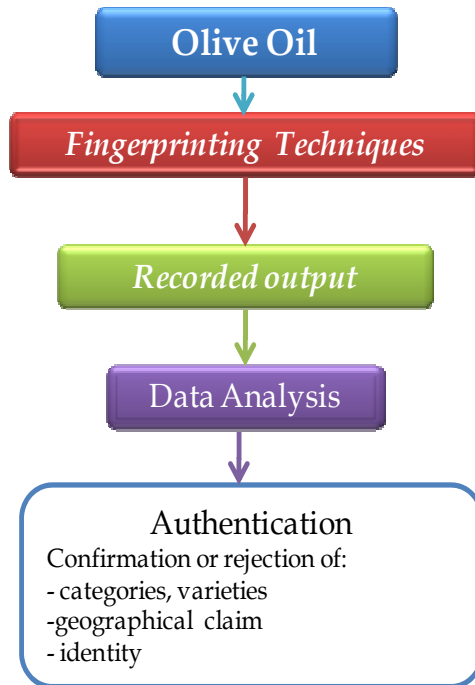 Olive Oil
Fingerprinting Techniques
Recorded output
Data Analysis
Authentication
Confirmation or rejection of:
- categories, varieties
-geographical claim
- identity